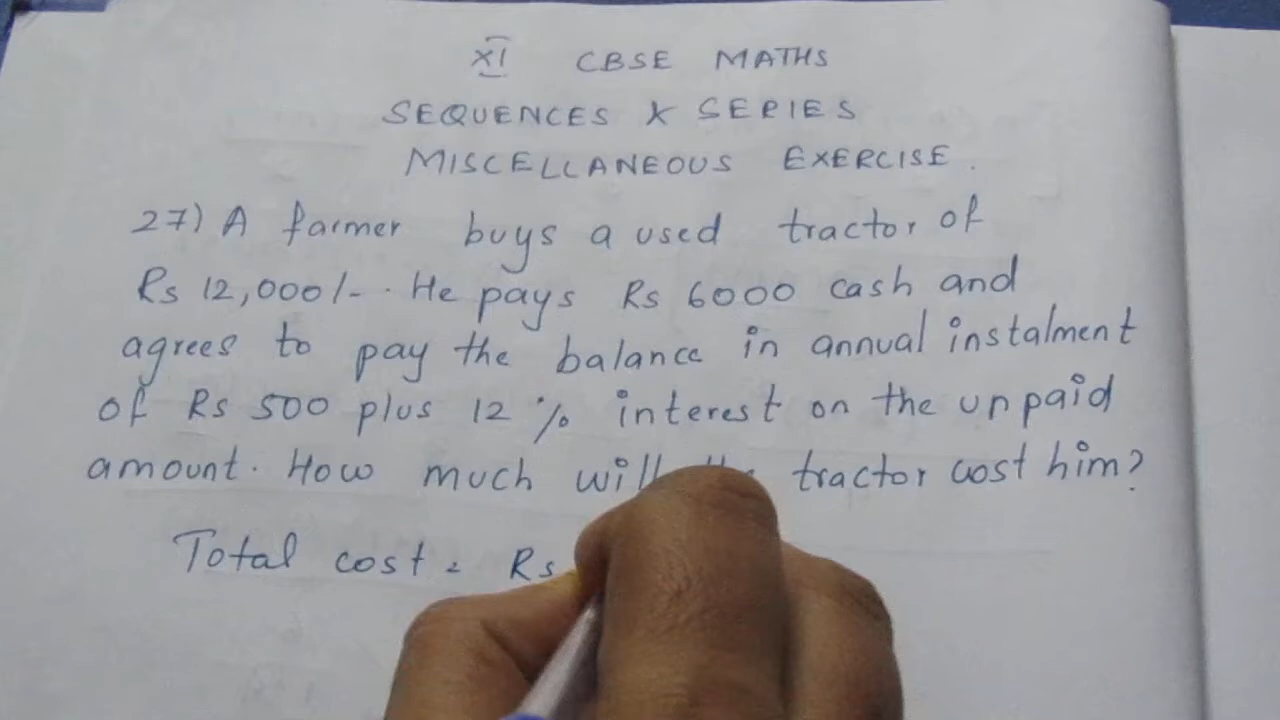 XI CBSE MATHS
SEQUENCES & SERIES
MISCELLANEOUS EXERCISE.
27) A farmer buys a used tractor of
Rs 12,000/-. He pays Rs 6000 cash and
agrees to pay the balance in annual instalment
of Rs 500 plus 12 % interest on the unpaid
amount. How much will tractor cost him?
Total cost = Rs